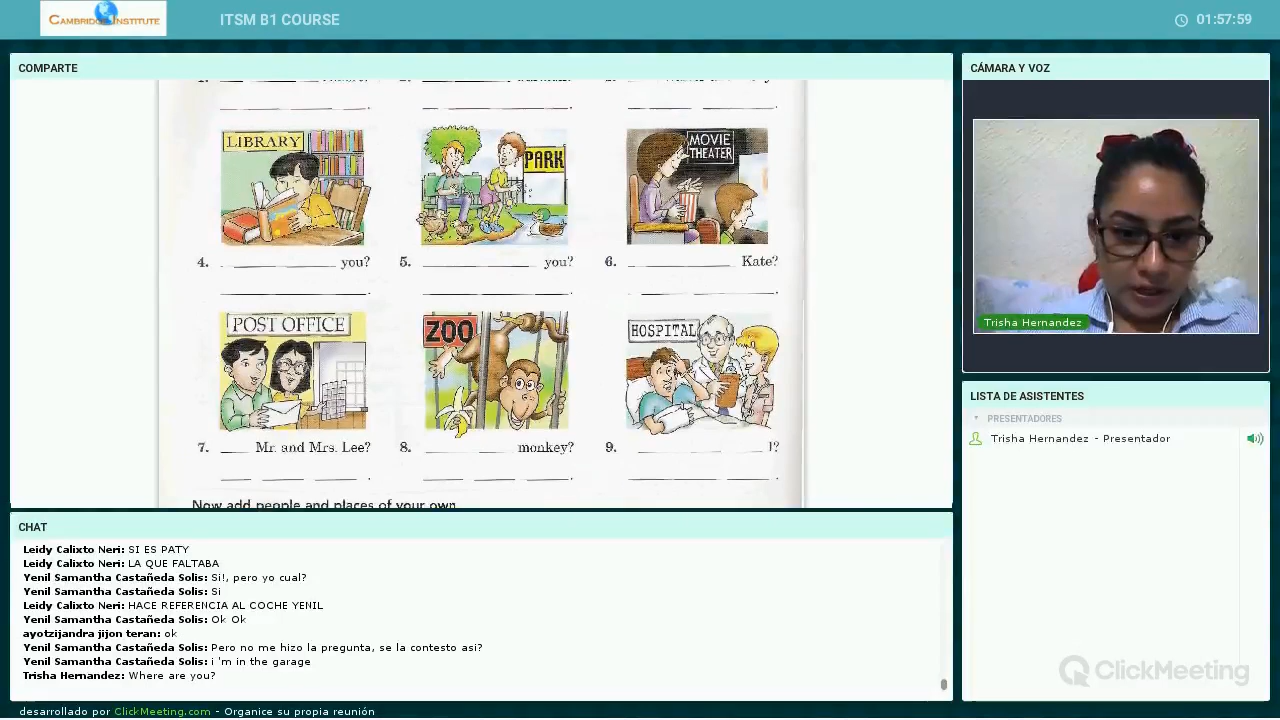 CAMBRIDGE INSTITUTE
ITSM B1 COURSE
01:57:59
COMPARTE
LIBRARY
PARK
MOVIE THEATER
4. ____ you?
5. ____ you?
6. ____ Kate?
POST OFFICE
ZOO
HOSPITAL
7. ____ Mr. and Mrs. Lee?
8. ____ monkey?
9. ____ I?
Now add people and places of your own
CHAT
Leidy Calixto Neri: SI ES PATY
Leidy Calixto Neri: LA QUE FALTABA
Yenil Samantha Castañeda Solis: Si!, pero yo cual?
Yenil Samantha Castañeda Solis: Si
Leidy Calixto Neri: HACE REFERENCIA AL COCHE YENIL
Yenil Samantha Castañeda Solis: Ok Ok
ayotzijandra jijon teran: ok
Yenil Samantha Castañeda Solis: Pero no me hizo la pregunta, se la contesto asi?
Yenil Samantha Castañeda Solis: i 'm in the garage
Trisha Hernandez: Where are you?
CÁMARA Y VOZ
Trisha Hernandez
LISTA DE ASISTENTES
PRESENTADORES
Trisha Hernandez - Presentador
ClickMeeting
desarrollado por ClickMeeting.com - Organice su propia reunión